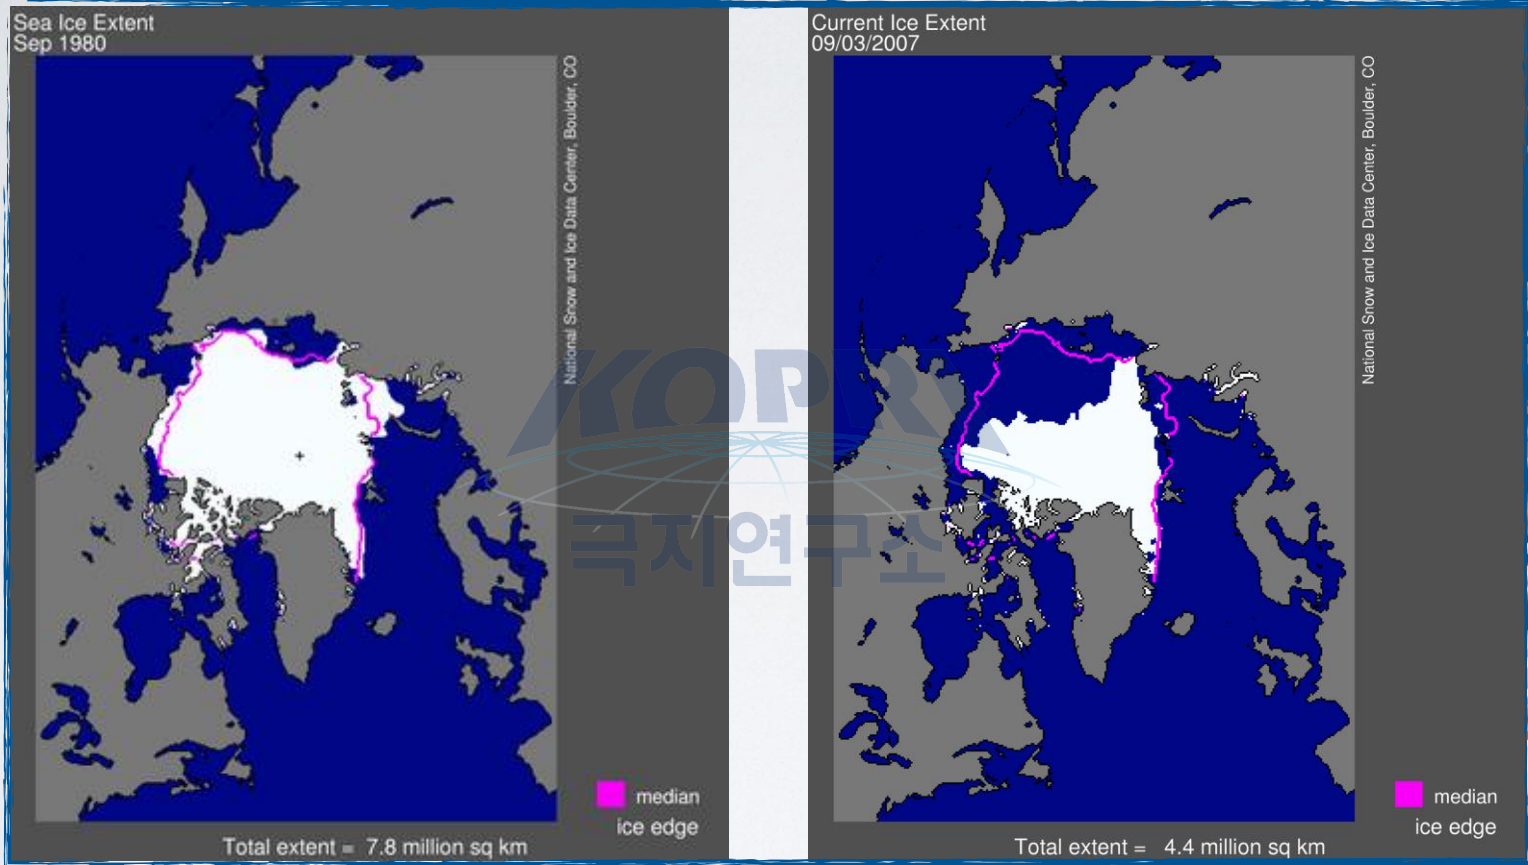 Sea Ice Extent
Sep 1980
National Snow and Ice Data Center, Boulder, CO
median
ice edge
Total extent = 7.8 million sq km
Current Ice Extent
09/03/2007
National Snow and Ice Data Center, Boulder, CO
median
ice edge
Total extent = 4.4 million sq km
KOPRI
극지연구소